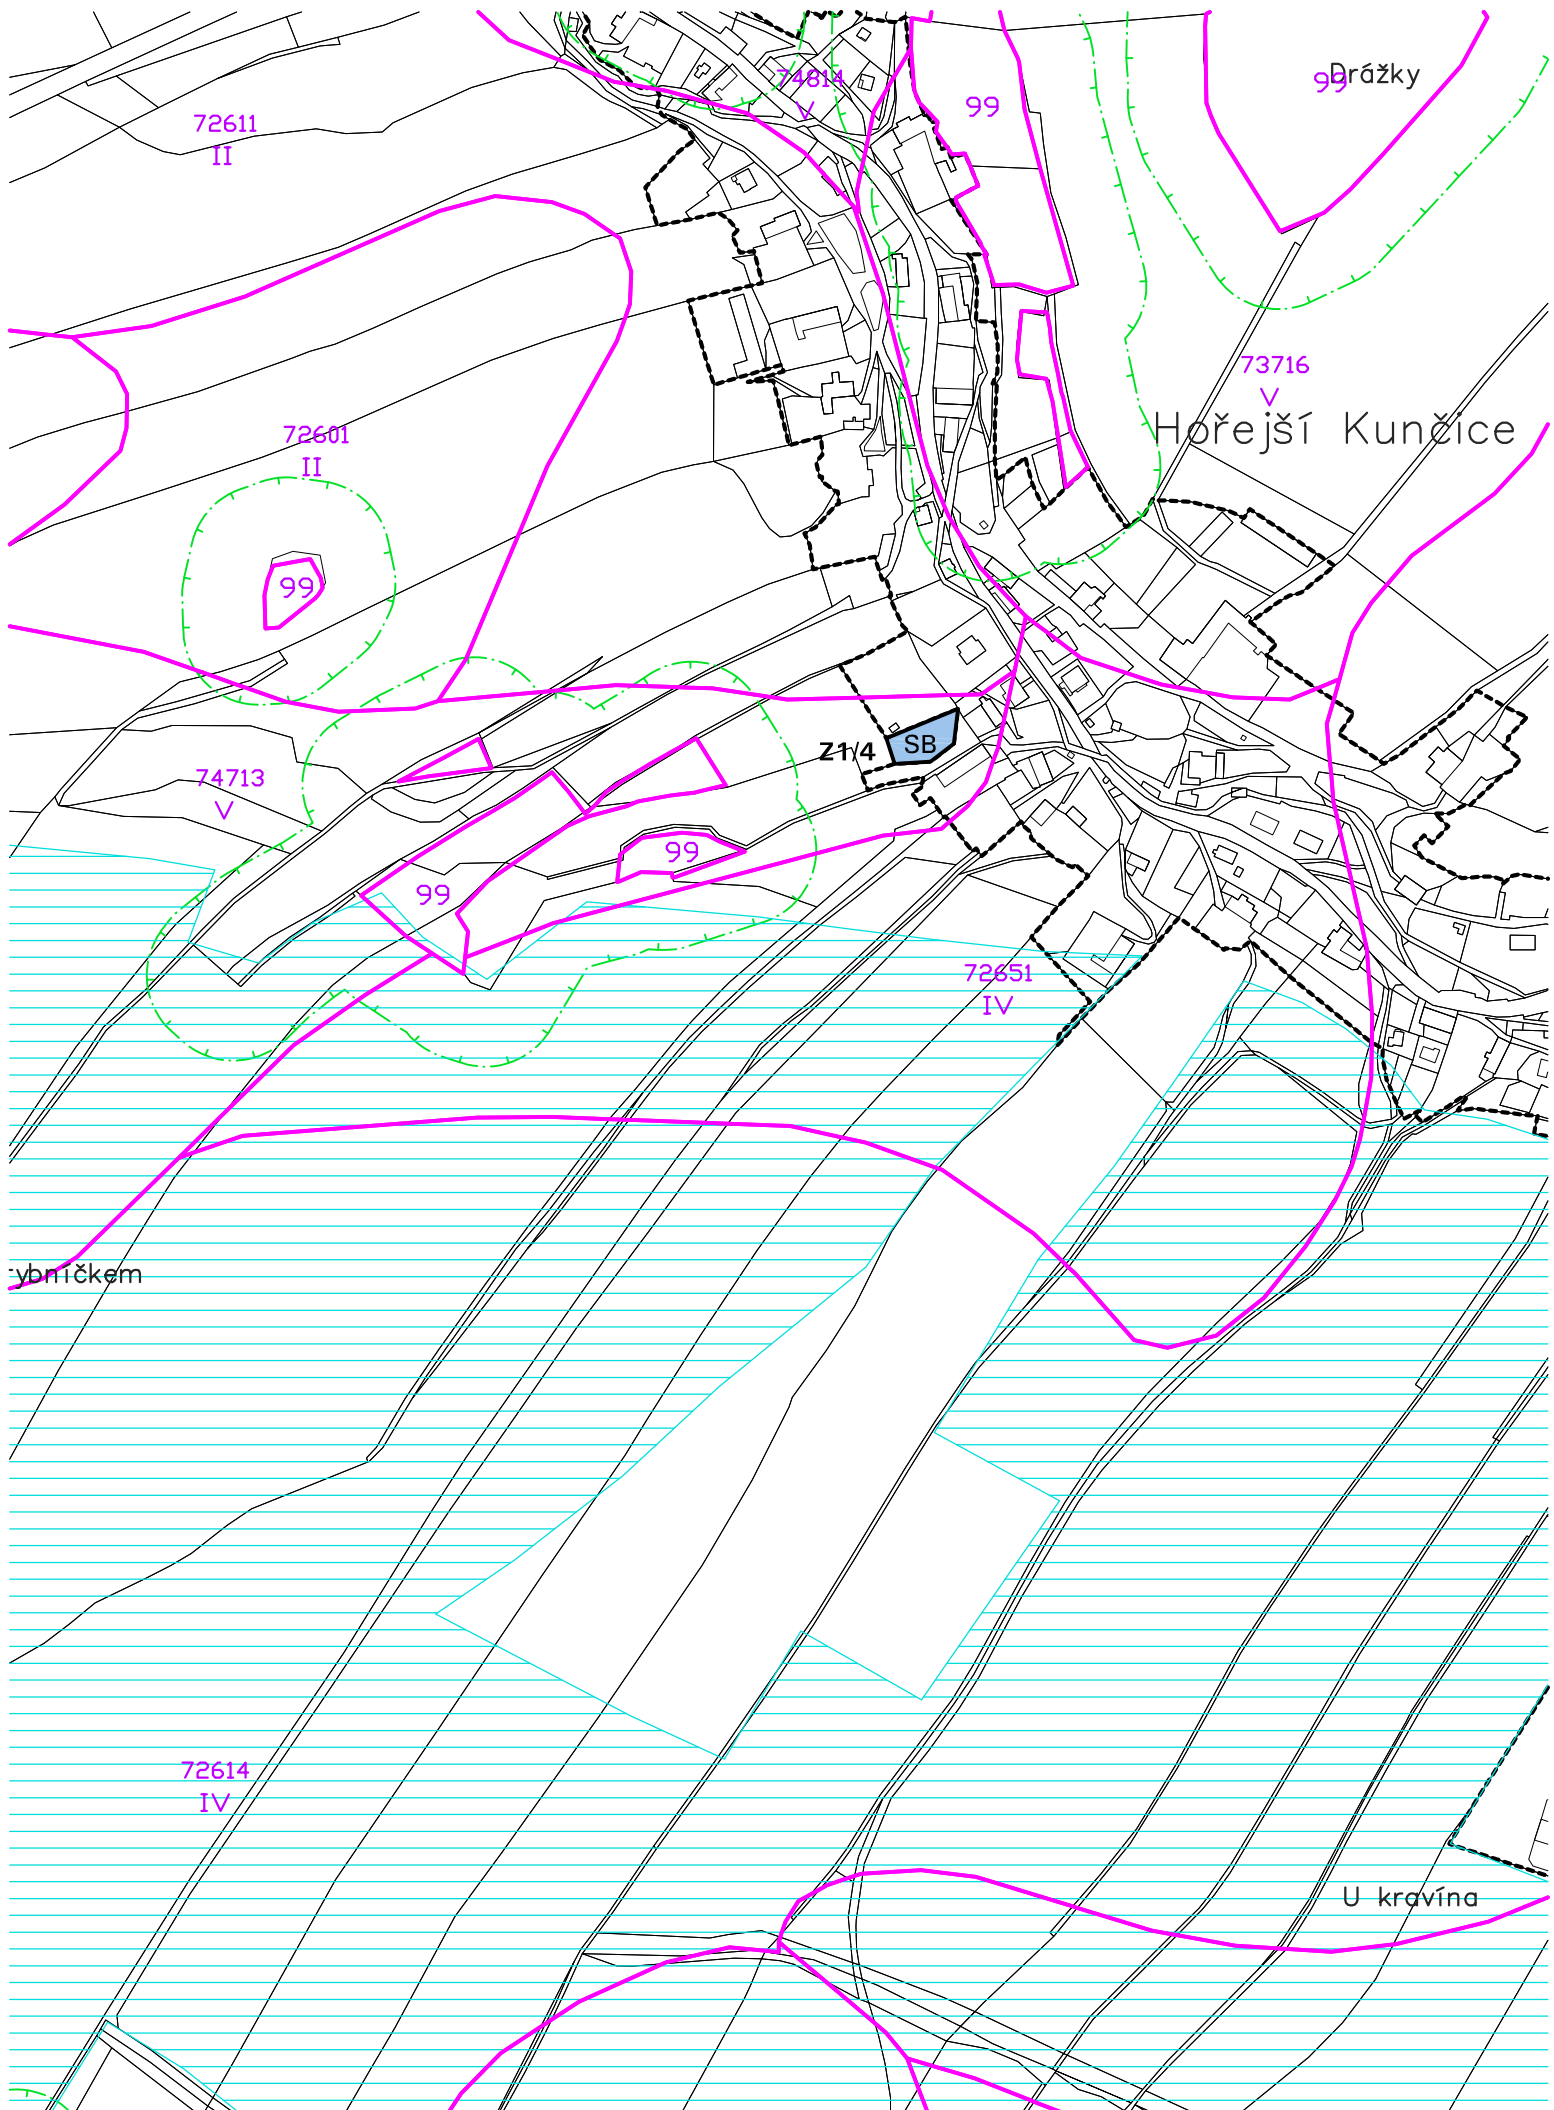 Drážky
99
74814
V
99
72611
II
73716
V
Hořejší Kunčice
72601
II
99
Z1/4
SB
74713
V
99
99
72651
IV
rybníčkem
72614
IV
U kravína